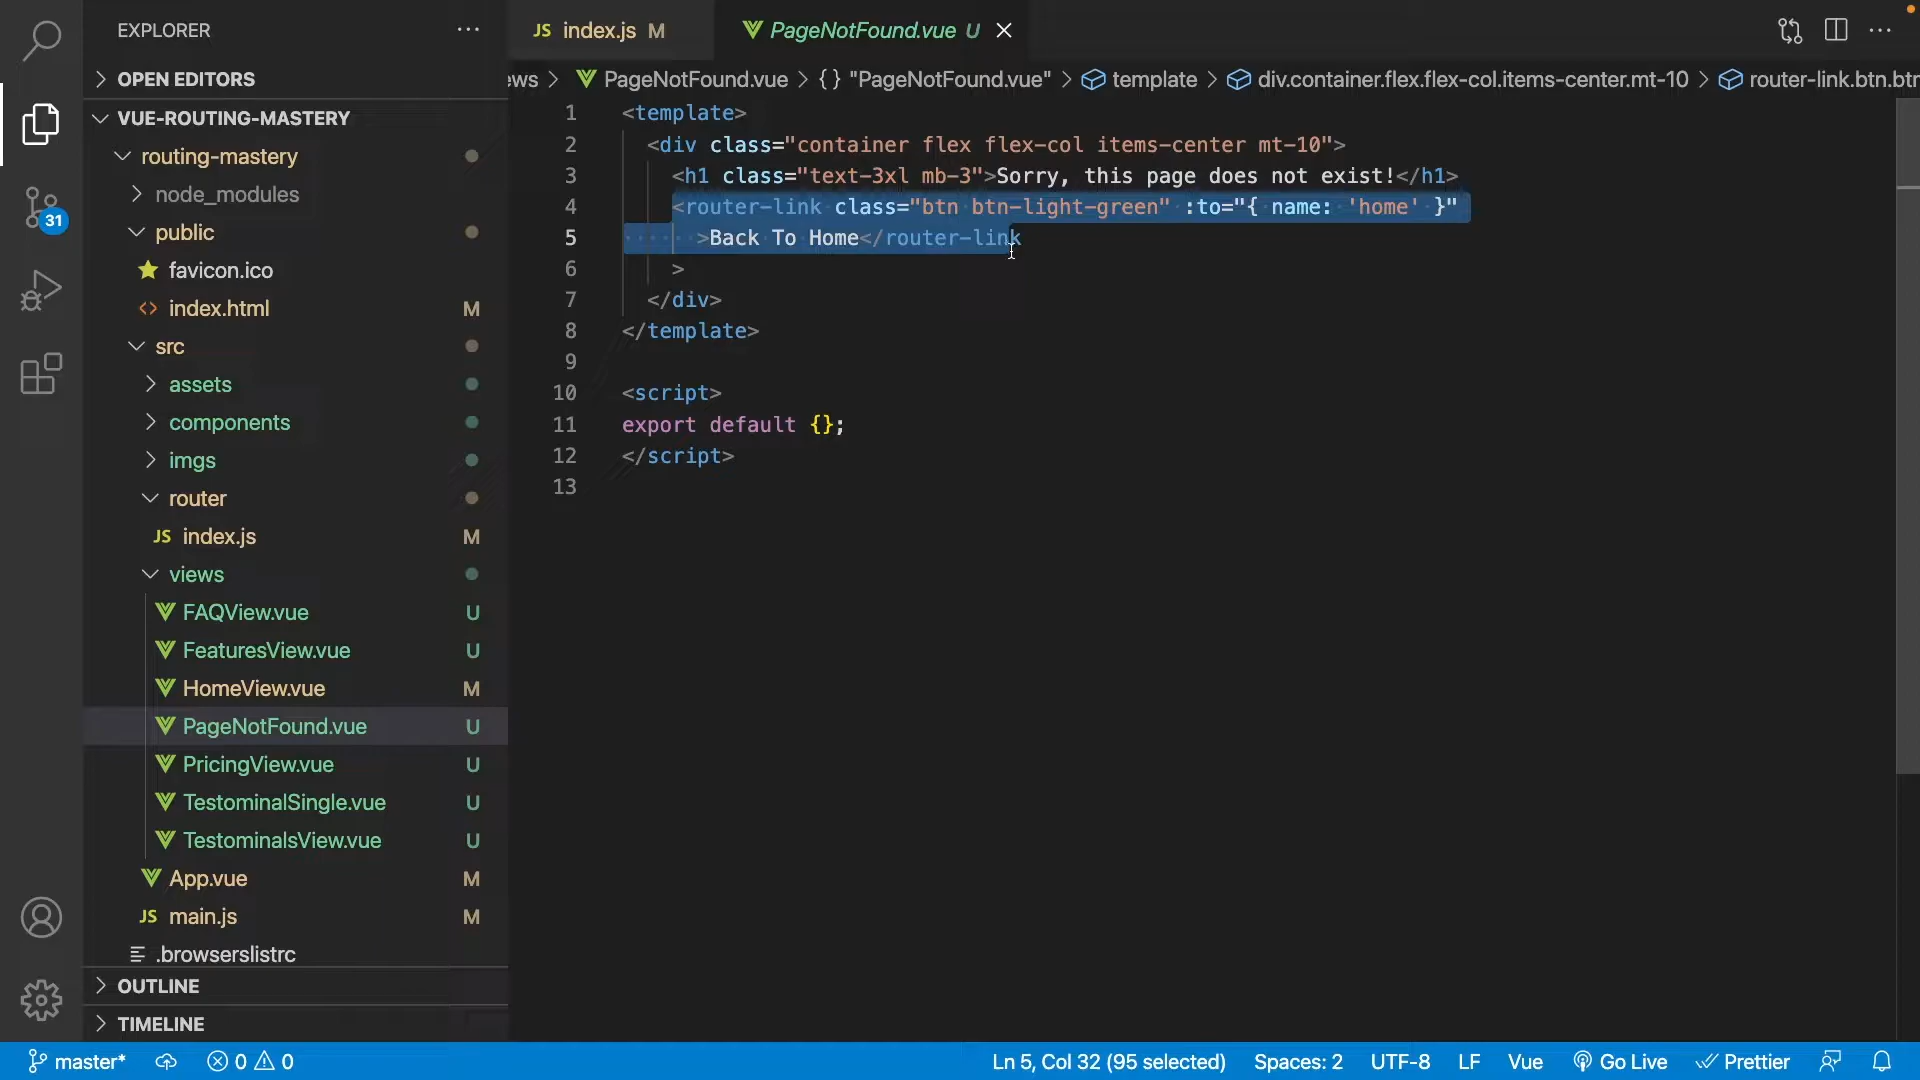 EXPLORER
OPEN EDITORS
VUE-ROUTING-MASTERY
routing-mastery
node_modules
public
favicon.ico
index.html M
src
assets
components
imgs
router
JS index.js M
views
FAQView.vue U
FeaturesView.vue U
HomeView.vue M
PageNotFound.vue U
PricingView.vue U
TestominalSingle.vue U
TestominalsView.vue U
App.vue M
JS main.js M
.browserslistrc
OUTLINE
TIMELINE
31
JS index.js M
PageNotFound.vue U
ews > PageNotFound.vue > {} "PageNotFound.vue" > template > div.container.flex.flex-col.items-center.mt-10 > router-link.btn.btn
1 <template>
2 <div class="container flex flex-col items-center mt-10">
3 <h1 class="text-3xl mb-3">Sorry, this page does not exist!</h1>
4 <router-link class="btn btn-light-green" :to="{ name: 'home' }"
5 >Back To Home</router-link
6 >
7 </div>
8 </template>
9
10 <script>
11 export default {};
12 </script>
13
master* 0 0 Ln 5, Col 32 (95 selected) Spaces: 2 UTF-8 LF Vue Go Live Prettier